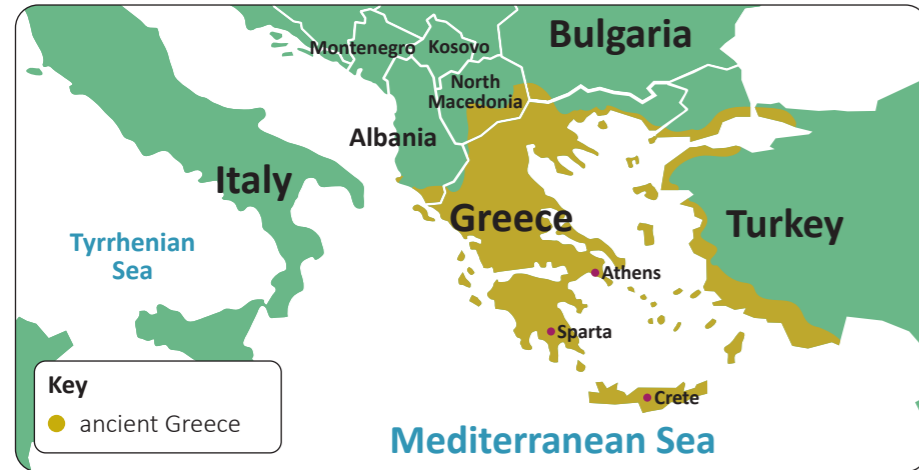 Bulgaria
Montenegro
Kosovo
North
Macedonia
Albania
Italy
Greece
Turkey
Tyrrhenian
Sea
Athens
Sparta
Crete
Key
ancient Greece
Mediterranean Sea